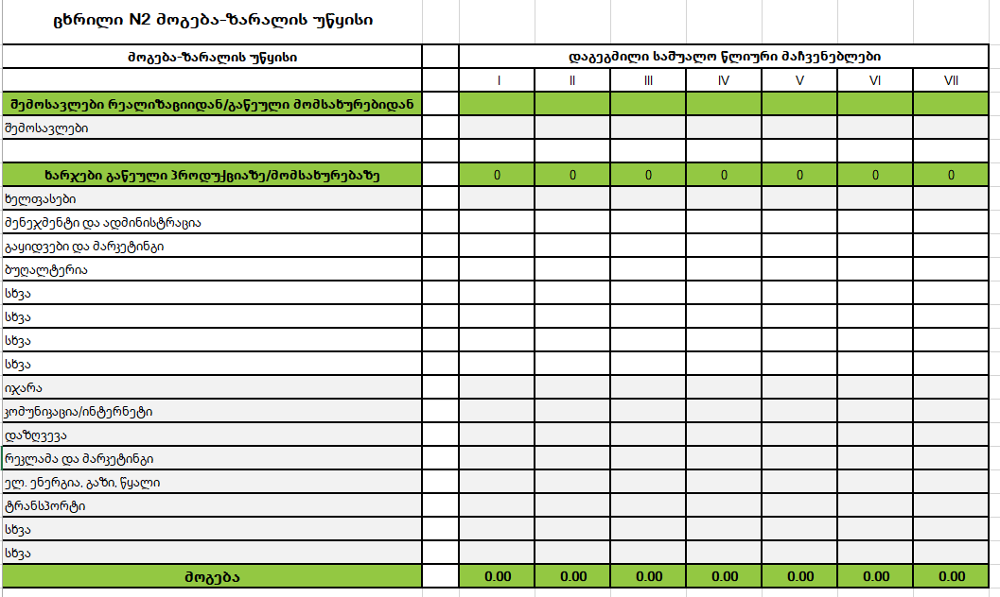 ცხრილი N2 მოგება-ზარალის უწყისი
მოგება-ზარალის უწყისი დაგეგმილი საშუალო წლიური მაჩვენებლები
I II III IV V VI VII
შემოსავლები რეალიზაციიდან/გაწეული მომსახურებიდან
შემოსავლები
ხარჯები გაწეული პროდუქციაზე/მომსახურებაზე 0 0 0 0 0 0 0
ხელფასები
მენეჯმენტი და ადმინისტრაცია
გაყიდვები და მარკეტინგი
ბუღალტერია
სხვა
სხვა
სხვა
სხვა
იჯარა
კომუნიკაცია/ინტერნეტი
დაზღვევა
რეკლამა და მარკეტინგი
ელ. ენერგია, გაზი, წყალი
ტრანსპორტი
სხვა
სხვა
მოგება 0.00 0.00 0.00 0.00 0.00 0.00 0.00